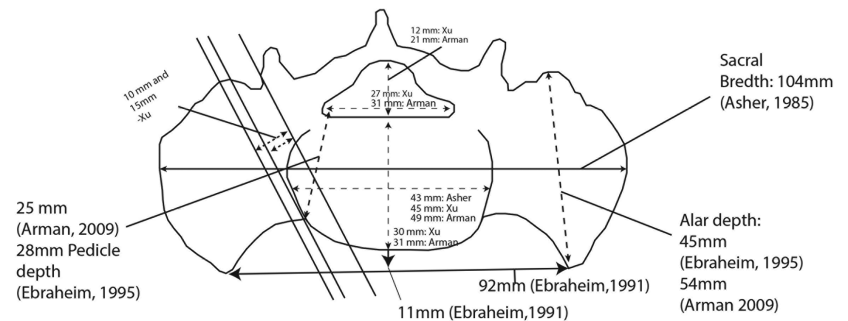 12 mm: Xu
21 mm: Arman
10 mm and
15mm
-Xu
27 mm: Xu
31 mm: Arman
Sacral
Bredth: 104mm
(Asher, 1985)
25 mm
(Arman, 2009)
28mm Pedicle
depth
(Ebraheim, 1995)
43 mm: Asher
45 mm: Xu
49 mm: Arman
30 mm: Xu
31 mm: Arman
Alar depth:
45mm
(Ebraheim, 1995)
54mm
(Arman 2009)
92mm (Ebraheim,1991)
11mm (Ebraheim,1991)